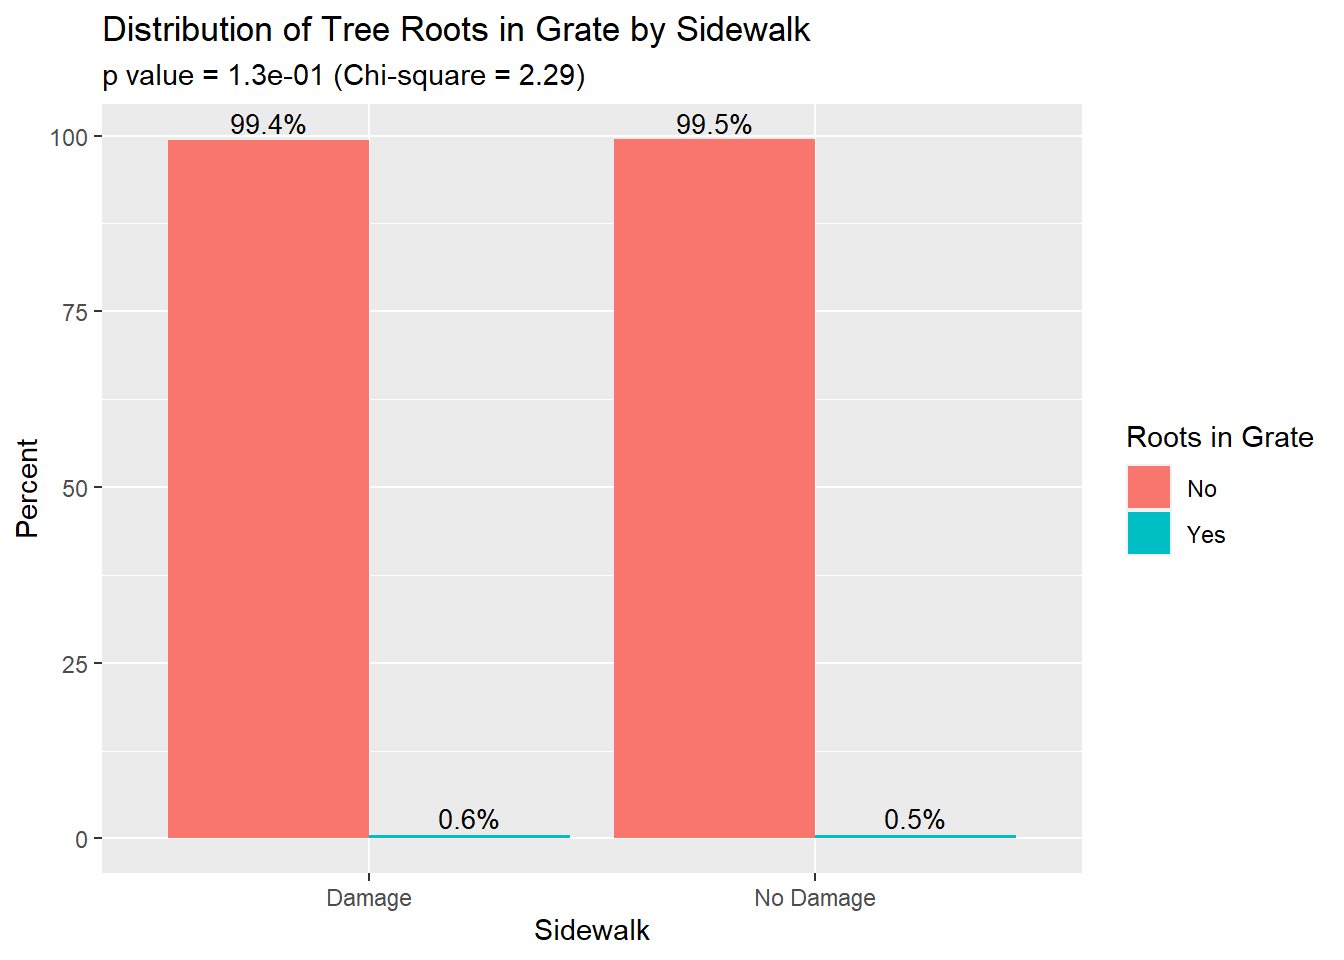 Distribution of Tree Roots in Grate by Sidewalk
p value = 1.3e-01 (Chi-square = 2.29)
99.4%
99.5%
100
75
50
25
0
Percent
0.6%
0.5%
Damage
No Damage
Sidewalk
Roots in Grate
No
Yes